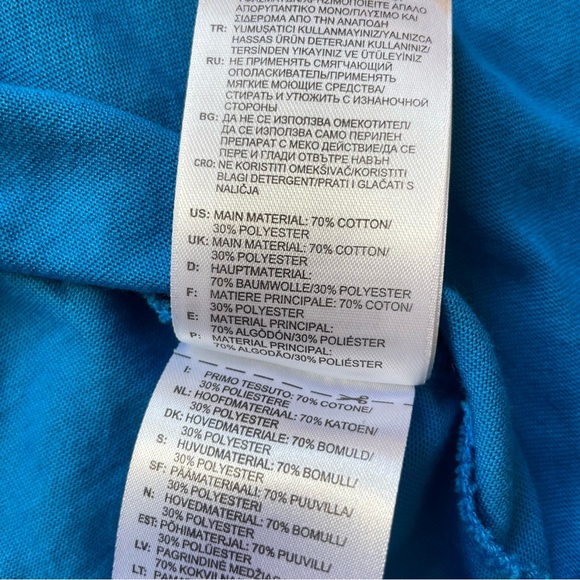 ΑΠΟΡΥΠΑΝΤΙΚΟ ΜΟΝΟ/ΠΛΥΣΙΜΟ ΚΑΙ
ΣΙΔΕΡΩΜΑ ΑΠΟ ΤΗΝ ΑΝΑΠΟΔΗ
TR: YUMUŞATICI KULLANMAYINIZ/YALNIZCA
HASSAS ÜRÜN DETERJANI KULLANINIZ/
TERSİNDEN YIKAYINIZ VE ÜTÜLEYİNİZ
RU: НЕ ПРИМЕНЯТЬ СМЯГЧАЮЩИЙ
ОПОЛАСКИВАТЕЛЬ/ПРИМЕНЯТЬ
МЯГКИЕ МОЮЩИЕ СРЕДСТВА/
СТИРАТЬ И УТЮЖИТЬ С ИЗНАНОЧНОЙ
СТОРОНЫ
BG: ДА НЕ СЕ ИЗПОЛЗВА ОМЕКОТИТЕЛ/
ДА СЕ ИЗПОЛЗВА САМО ПЕРИЛЕН
ПРЕПАРАТ С МЕКО ДЕЙСТВИЕ/ДА СЕ
ПЕРЕ И ГЛАДИ ОТВЪТРЕ НАВЪН
CRO: NE KORISTITI OMEKŠIVAČ/KORISTITI
BLAGI DETERGENT/PRATI I GLAČATI S
NALIČJA
US: MAIN MATERIAL: 70% COTTON/
30% POLYESTER
UK: MAIN MATERIAL: 70% COTTON/
30% POLYESTER
D: HAUPTMATERIAL:
70% BAUMWOLLE/30% POLYESTER
F: MATIERE PRINCIPALE: 70% COTON/
30% POLYESTER
E: MATERIAL PRINCIPAL:
70% ALGODÓN/30% POLIÉSTER
P: MATERIAL PRINCIPAL:
70% ALGODÃO/30% POLIÉSTER
I: PRIMO TESSUTO: 70% COTONE/
30% POLIESTERE
NL: HOOFDMATERIAAL: 70% KATOEN/
30% POLYESTER
DK: HOVEDMATERIALE: 70% BOMULD/
30% POLYESTER
S: HUVUDMATERIAL: 70% BOMULL/
30% POLYESTER
SF: PÄÄMATERIAALI: 70% PUUVILLA/
30% POLYESTERI
N: HOVEDMATERIAL: 70% BOMULL/
30% POLYESTER
EST: PÕHIMATERJAL: 70% PUUVILL/
30% POLÜESTER
LV: PAGRINDINĖ MEDŽIAG
70% KOKVIL
LT: PAM